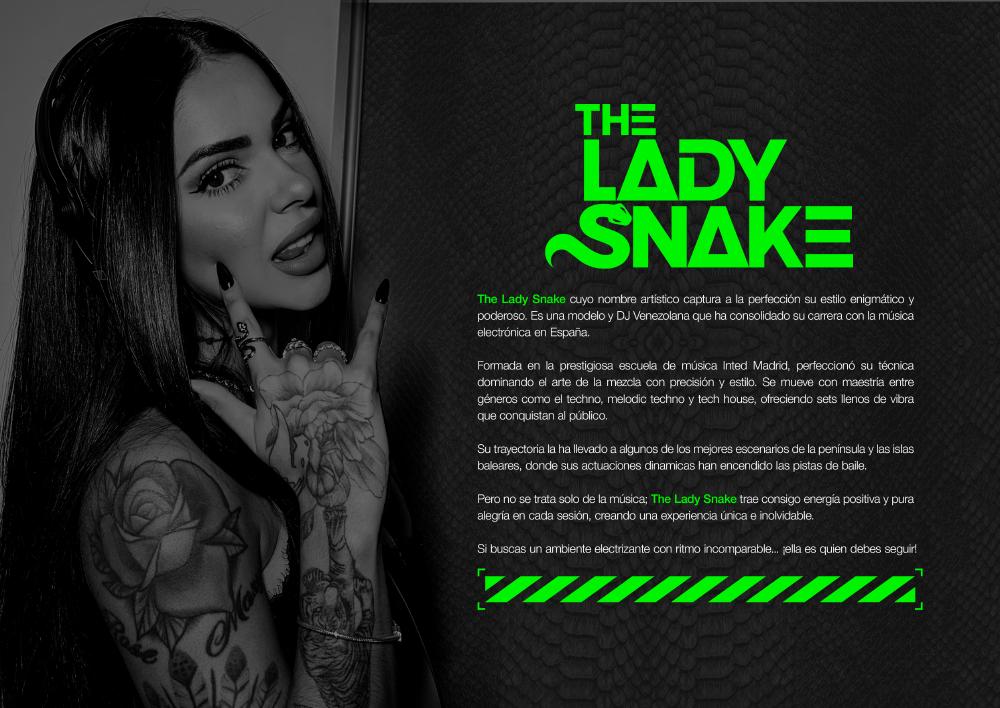 THE
LADY
SNAKE
The Lady Snake cuyo nombre artístico captura a la perfección su estilo enigmático y
poderoso. Es una modelo y DJ Venezolana que ha consolidado su carrera con la música
electrónica en España.
Formada en la prestigiosa escuela de música Inted Madrid, perfeccionó su técnica
dominando el arte de la mezcla con precisión y estilo. Se mueve con maestría entre
géneros como el techno, melodic techno y tech house, ofreciendo sets llenos de vibra
que conquistan al público.
Su trayectoria la ha llevado a algunos de los mejores escenarios de la península y las islas
baleares, donde sus actuaciones dinamicas han encendido las pistas de baile.
Pero no se trata solo de la música; The Lady Snake trae consigo energía positiva y pura
alegría en cada sesión, creando una experiencia única e inolvidable.
Si buscas un ambiente electrizante con ritmo incomparable... ¡ella es quien debes seguir!